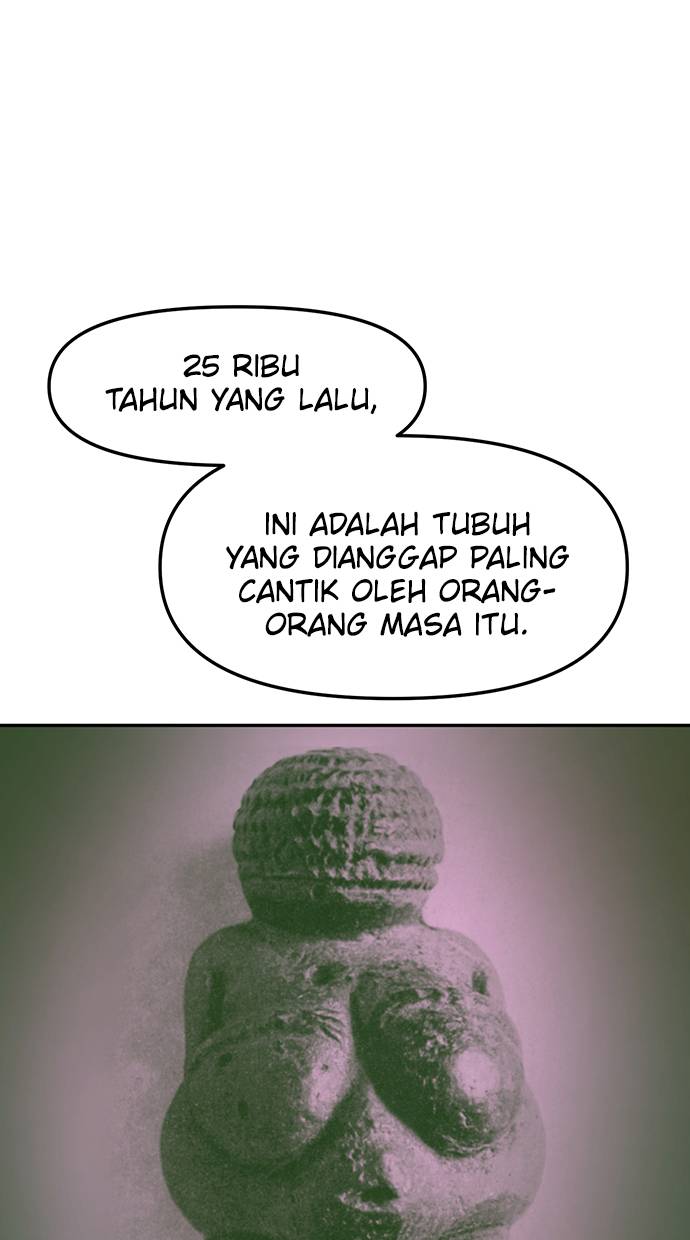 25 RIBU
TAHUN YANG LALU,
INI ADALAH TUBUH
YANG DIANGGAP PALING
CANTIK OLEH ORANG-
ORANG MASA ITU.